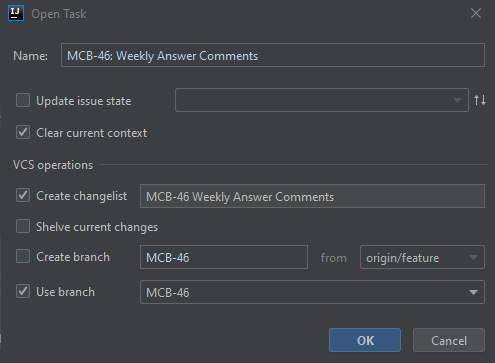 IJ Open Task
Name: MCB-46: Weekly Answer Comments
Update issue state
Clear current context
VCS operations
Create changelist MCB-46 Weekly Answer Comments
Shelve current changes
Create branch MCB-46 from origin/feature
Use branch MCB-46
OK Cancel